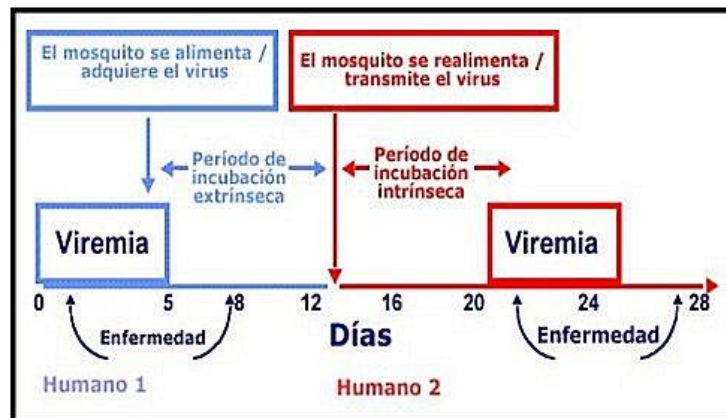 El mosquito se alimenta /
adquiere el virus
El mosquito se realimenta /
transmite el virus
Período de
incubación
extrínseca
Período de
incubación
intrínseca
Viremia
Viremia
0 5 8 12 16 20 24 28
Enfermedad
Días
Enfermedad
Humano 1
Humano 2